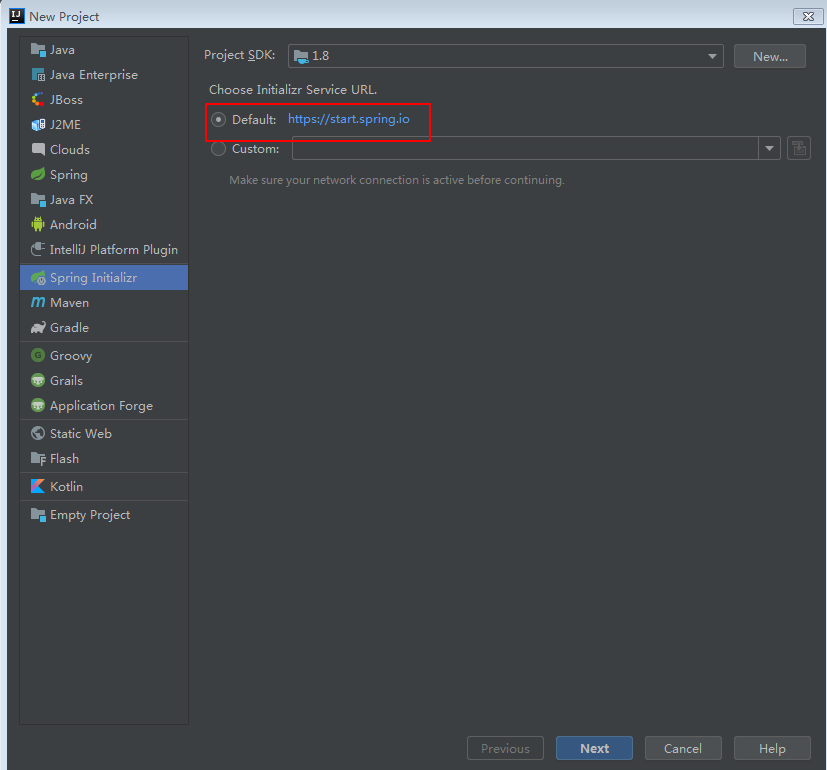 New Project
Java
Java Enterprise
JBoss
J2ME
Clouds
Spring
Java FX
Android
IntelliJ Platform Plugin
Spring Initializr
Maven
Gradle
Groovy
Grails
Application Forge
Static Web
Flash
Kotlin
Empty Project
Project SDK: 1.8 New...
Choose Initializr Service URL.
Default: https://start.spring.io
Custom:
Make sure your network connection is active before continuing.
Previous Next Cancel Help